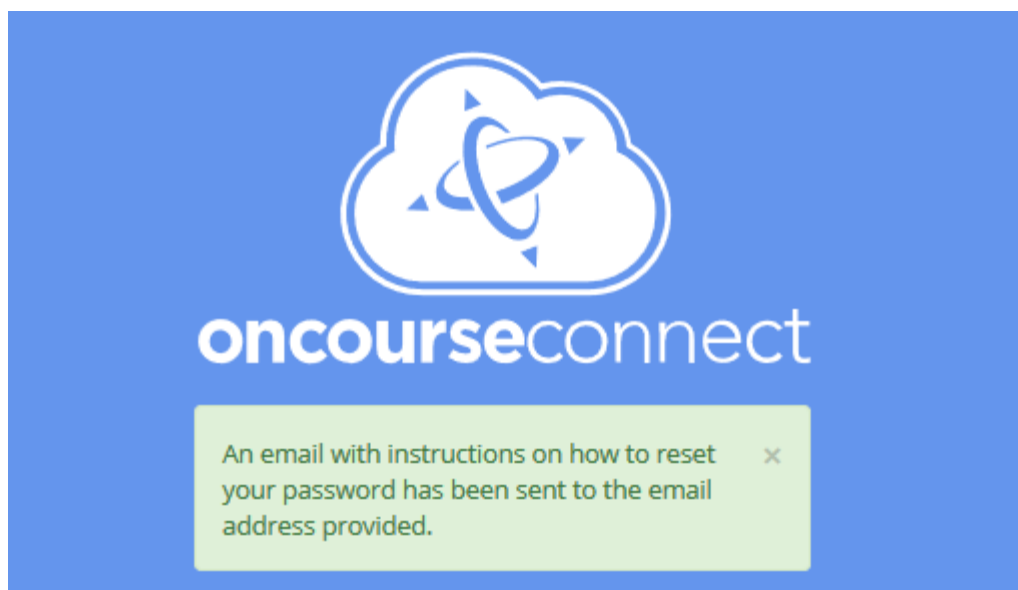 oncourseconnect
An email with instructions on how to reset ×
your password has been sent to the email
address provided.